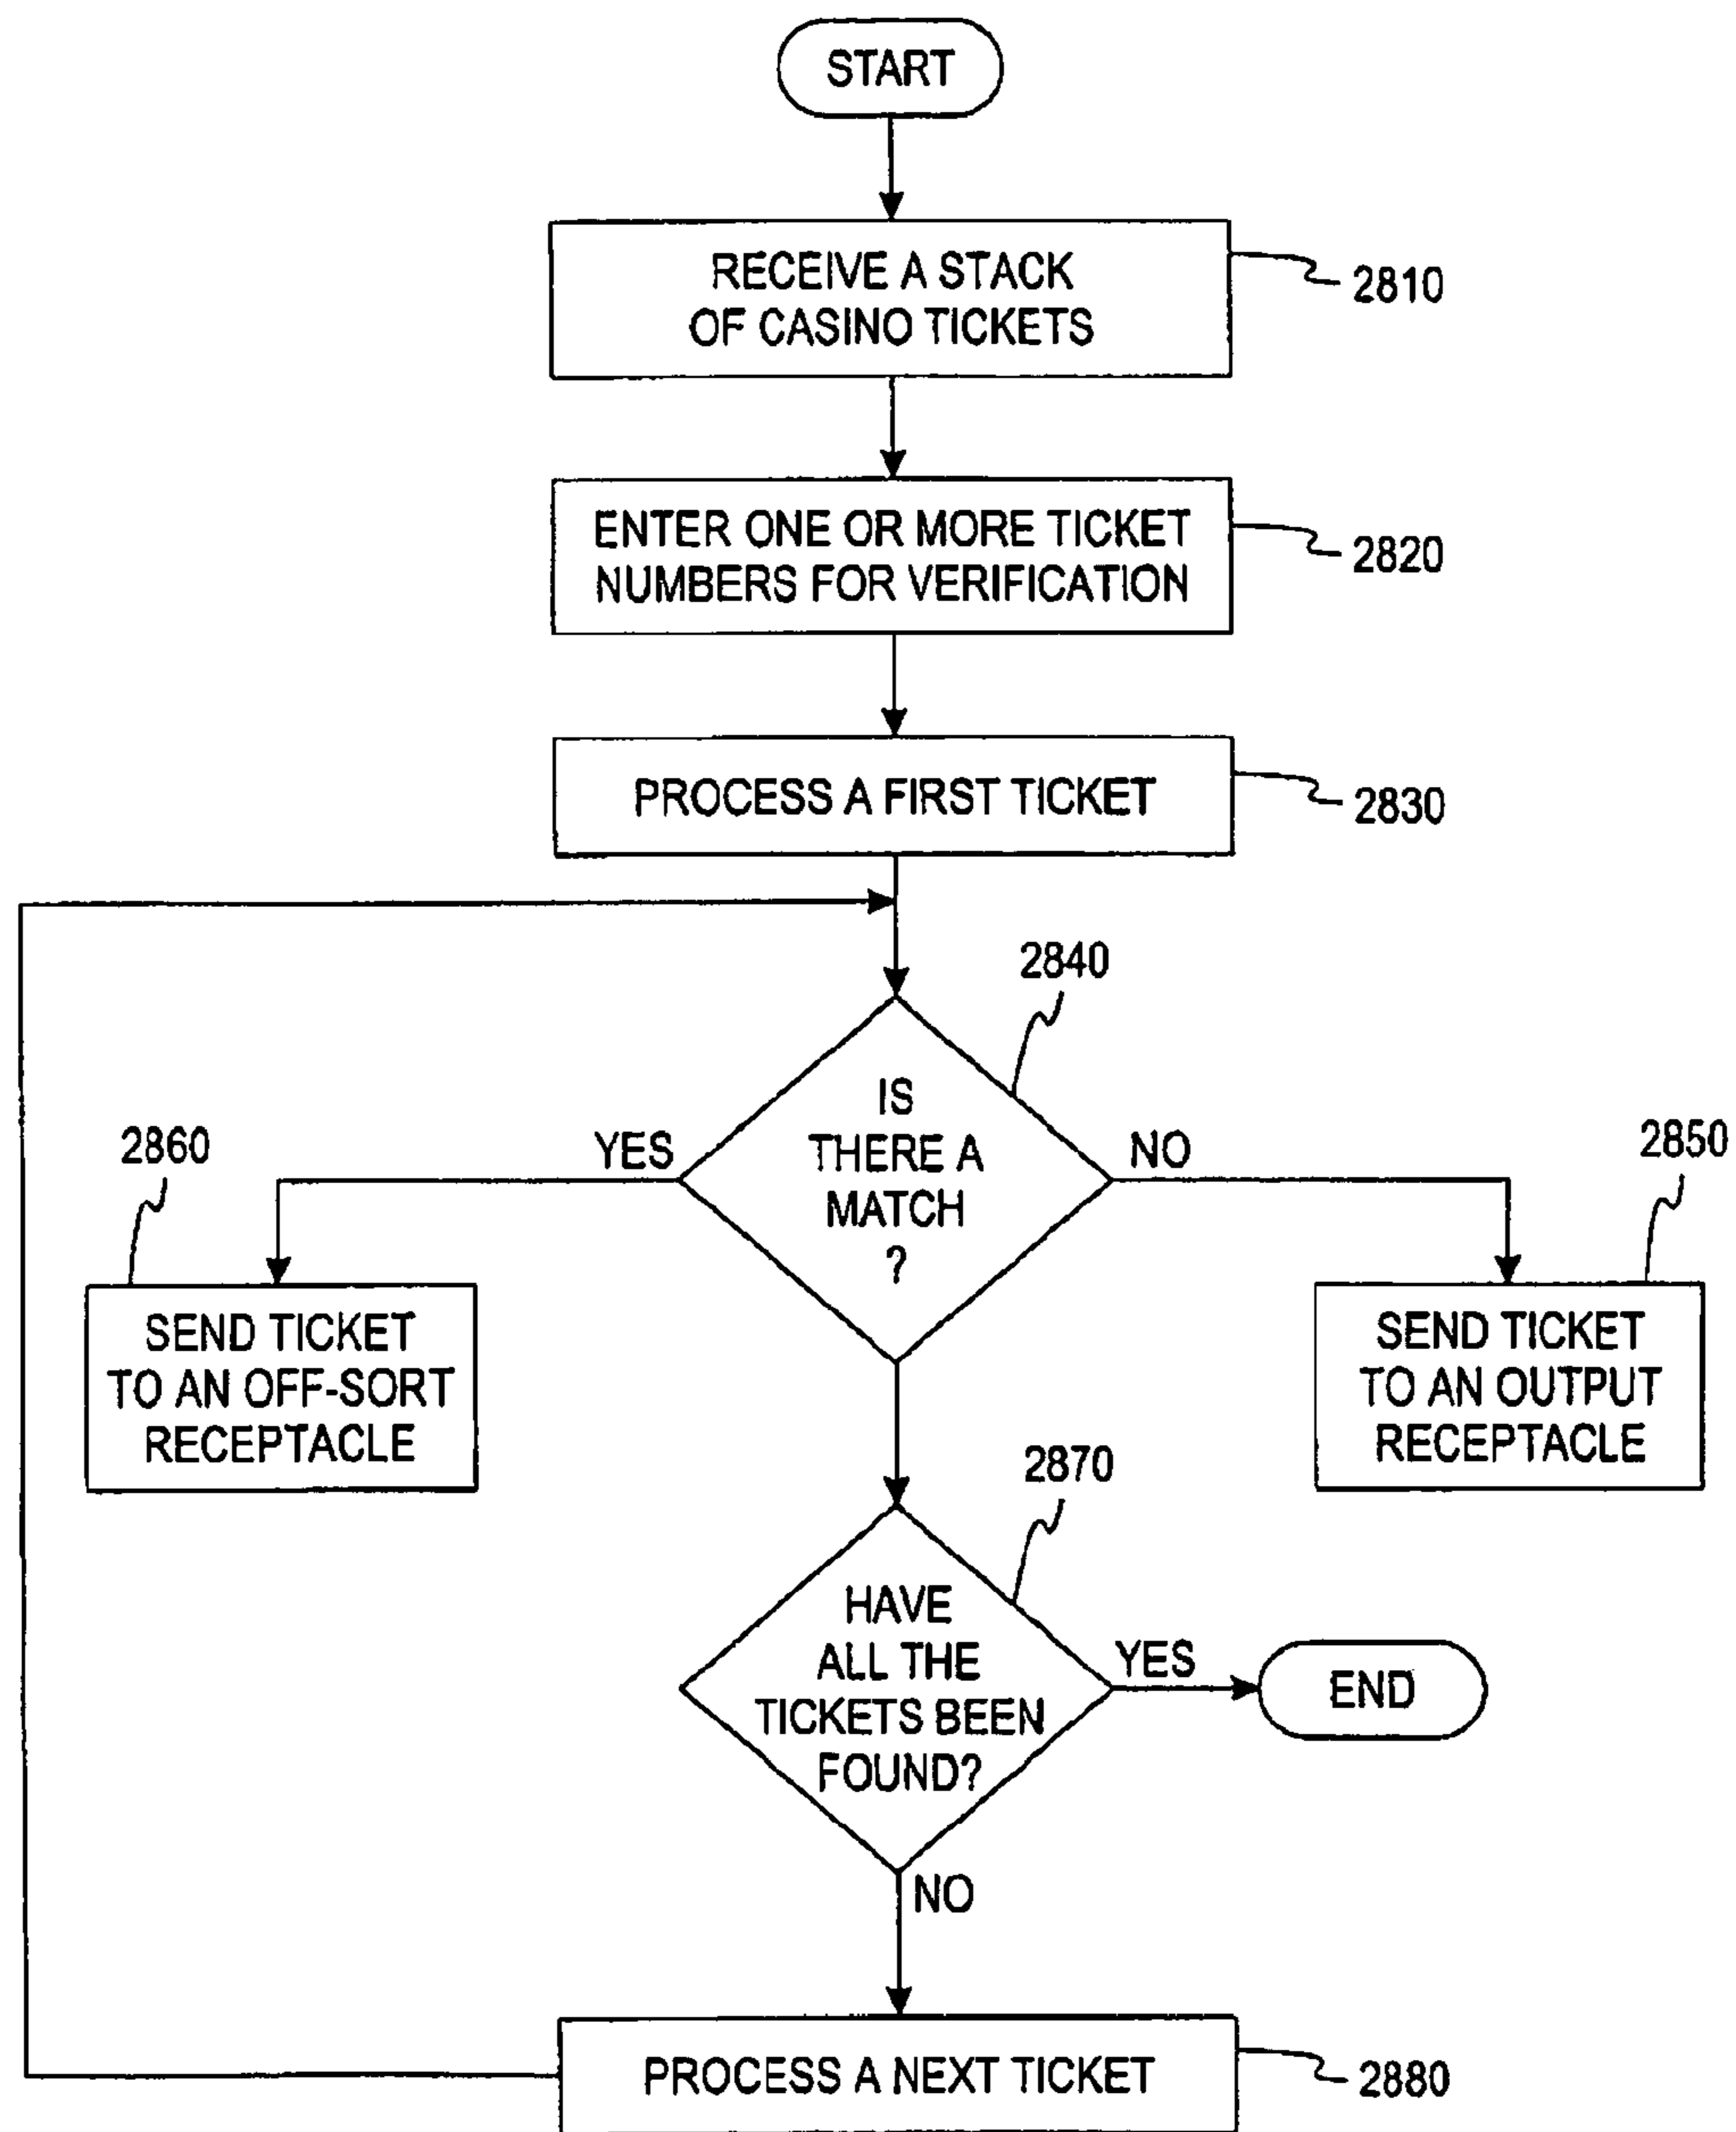 START
RECEIVE A STACK
OF CASINO TICKETS
2810
ENTER ONE OR MORE TICKET
NUMBERS FOR VERIFICATION
2820
PROCESS A FIRST TICKET
2830
2840
IS
THERE A
MATCH
?
YES
NO
2860
SEND TICKET
TO AN OFF-SORT
RECEPTACLE
2850
SEND TICKET
TO AN OUTPUT
RECEPTACLE
2870
HAVE
ALL THE
TICKETS BEEN
FOUND?
YES
END
NO
PROCESS A NEXT TICKET
2880